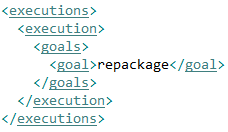 <executions>
  <execution>
    <goals>
      <goal>repackage</goal>
    </goals>
  </execution>
</executions>